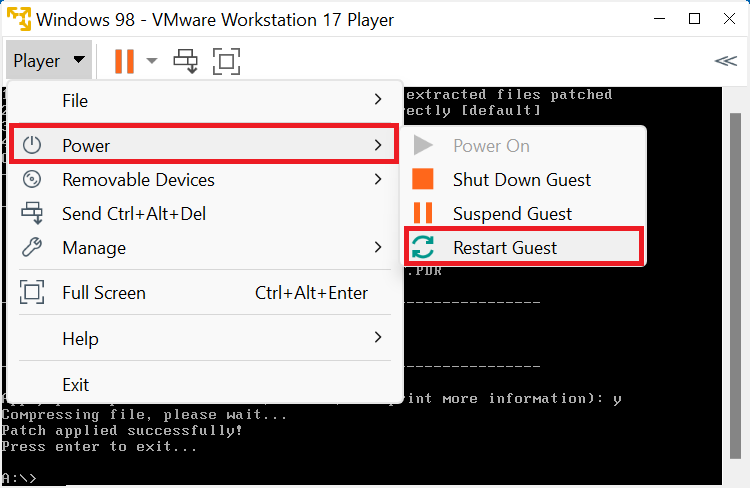 Windows 98 - VMware Workstation 17 Player
Player
extracted files patched
rectly [default]
File
Power
Power On
Removable Devices
Shut Down Guest
Send Ctrl+Alt+Del
Suspend Guest
Manage
Restart Guest
.PDR
Full Screen Ctrl+Alt+Enter
Help
Exit
print more information): y
Compressing file, please wait...
Patch applied successfully!
Press enter to exit...
A:\>